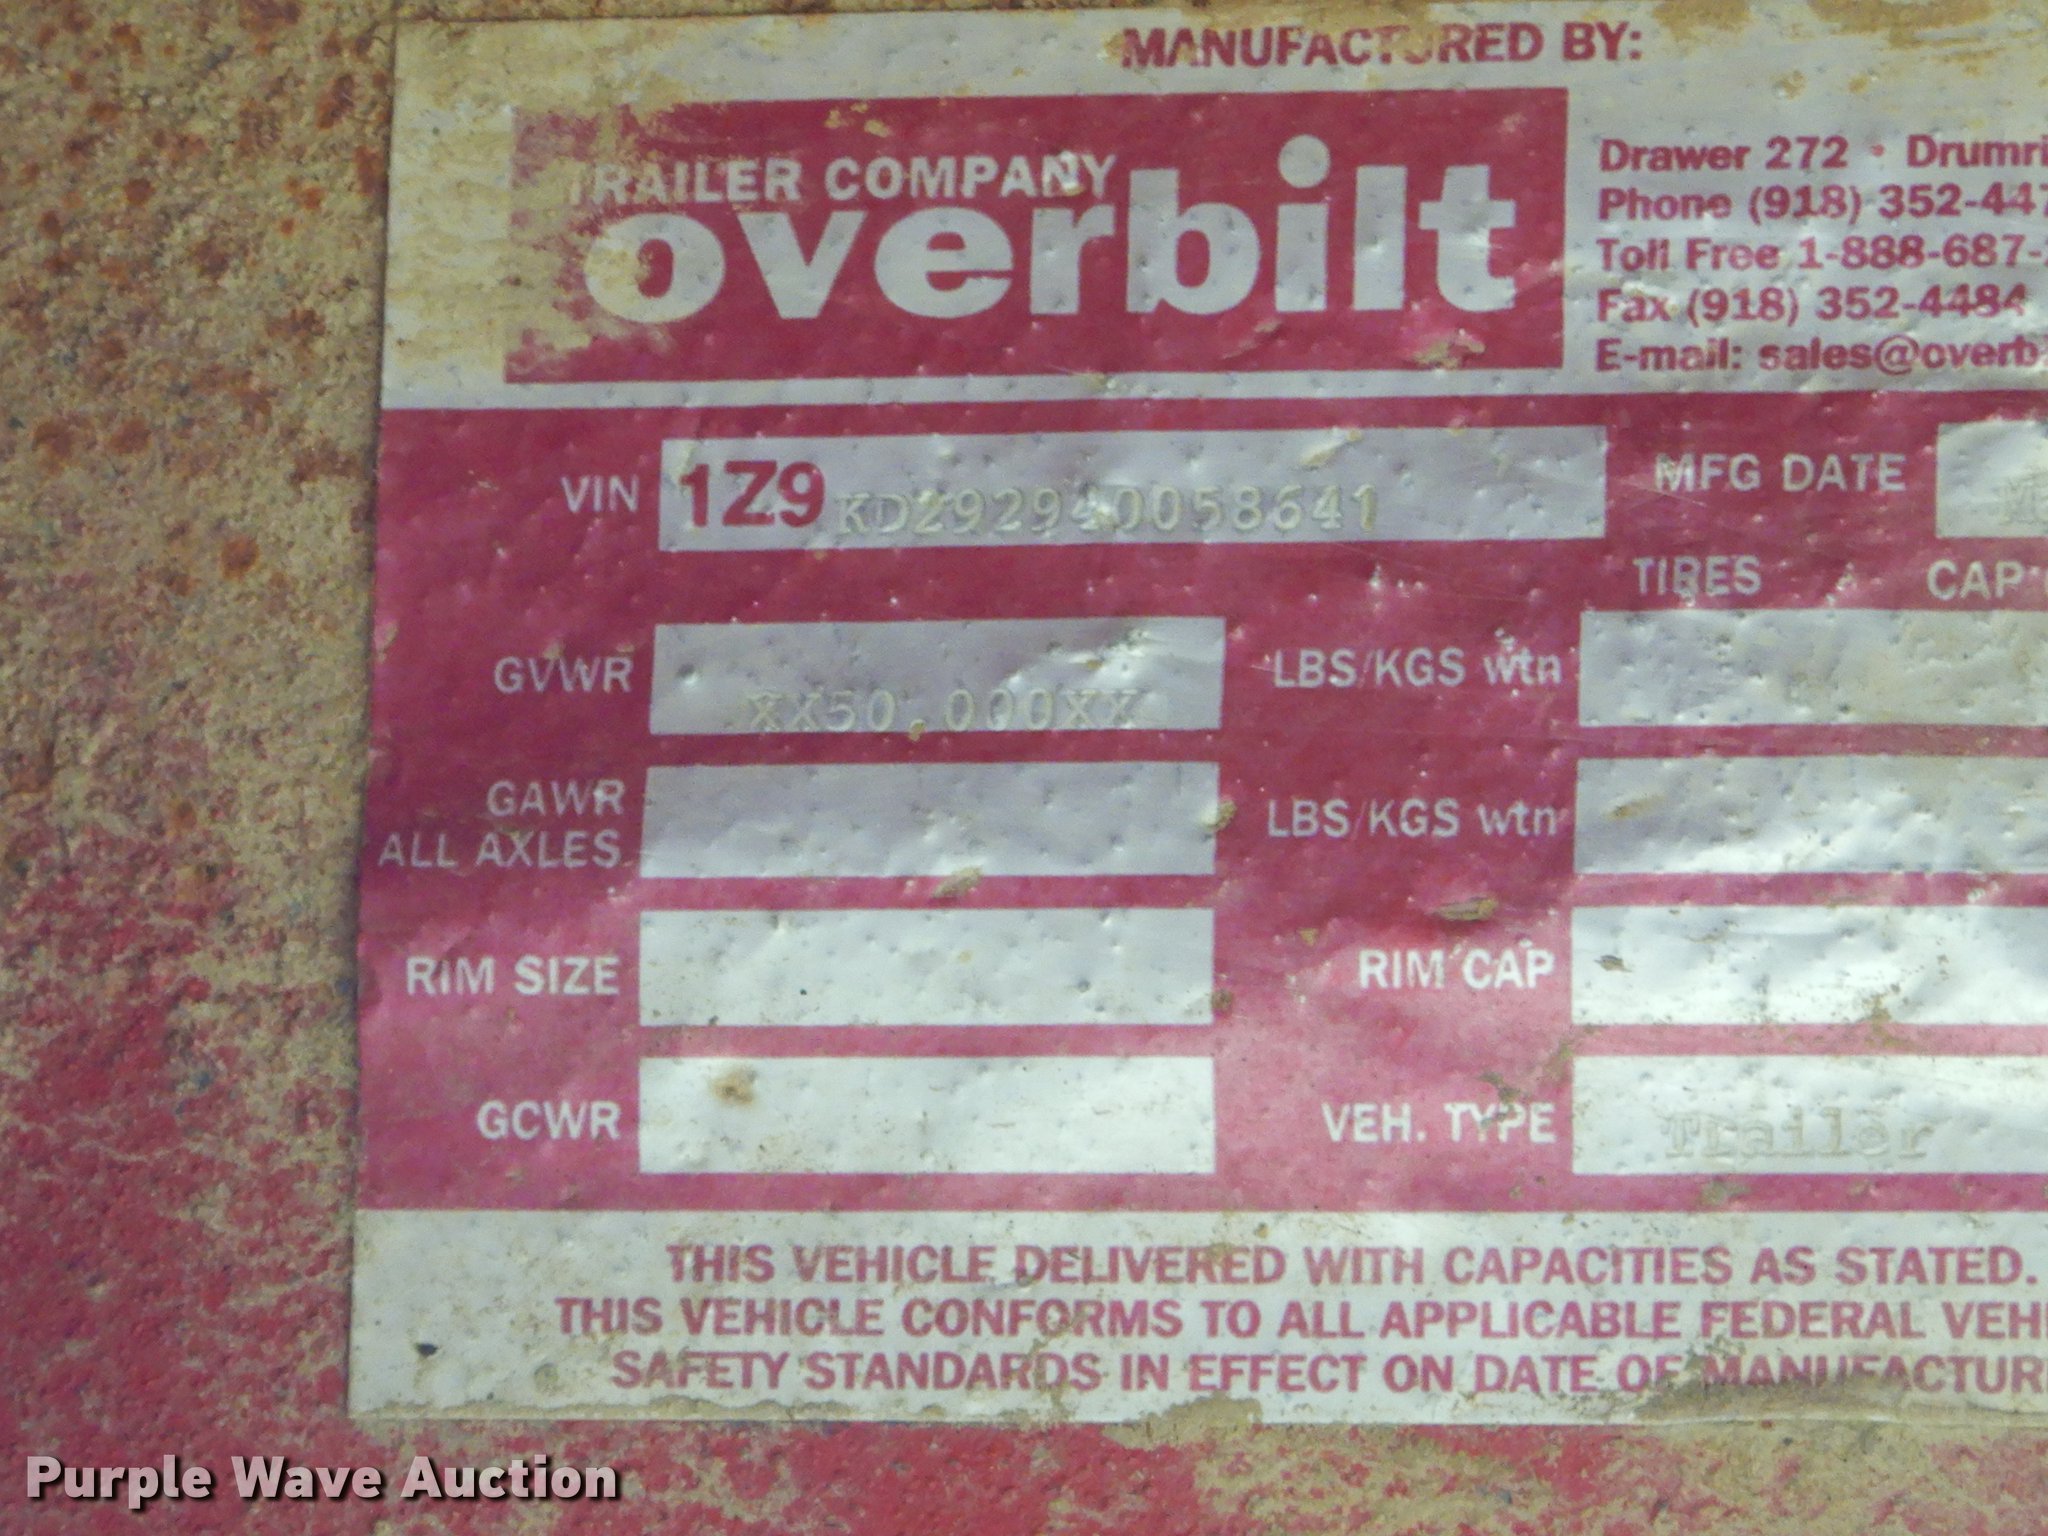 MANUFACTURED BY:
TRAILER COMPANY
overbilt
Drawer 272 • Drumri
Phone (918) 352-447
Toll Free 1-888-687-
Fax (918) 352-4484
E-mail: sales@overb
VIN 1Z9 KD292940058641 MFG DATE
TIRES CAP
GVWR XX50,000XX LBS/KGS wtn
GAWR
ALL AXLES LBS/KGS wtn
RIM SIZE RIM CAP
GCWR VEH. TYPE Trailer
THIS VEHICLE DELIVERED WITH CAPACITIES AS STATED.
THIS VEHICLE CONFORMS TO ALL APPLICABLE FEDERAL VEH
SAFETY STANDARDS IN EFFECT ON DATE OF MANUFACTUR
Purple Wave Auction